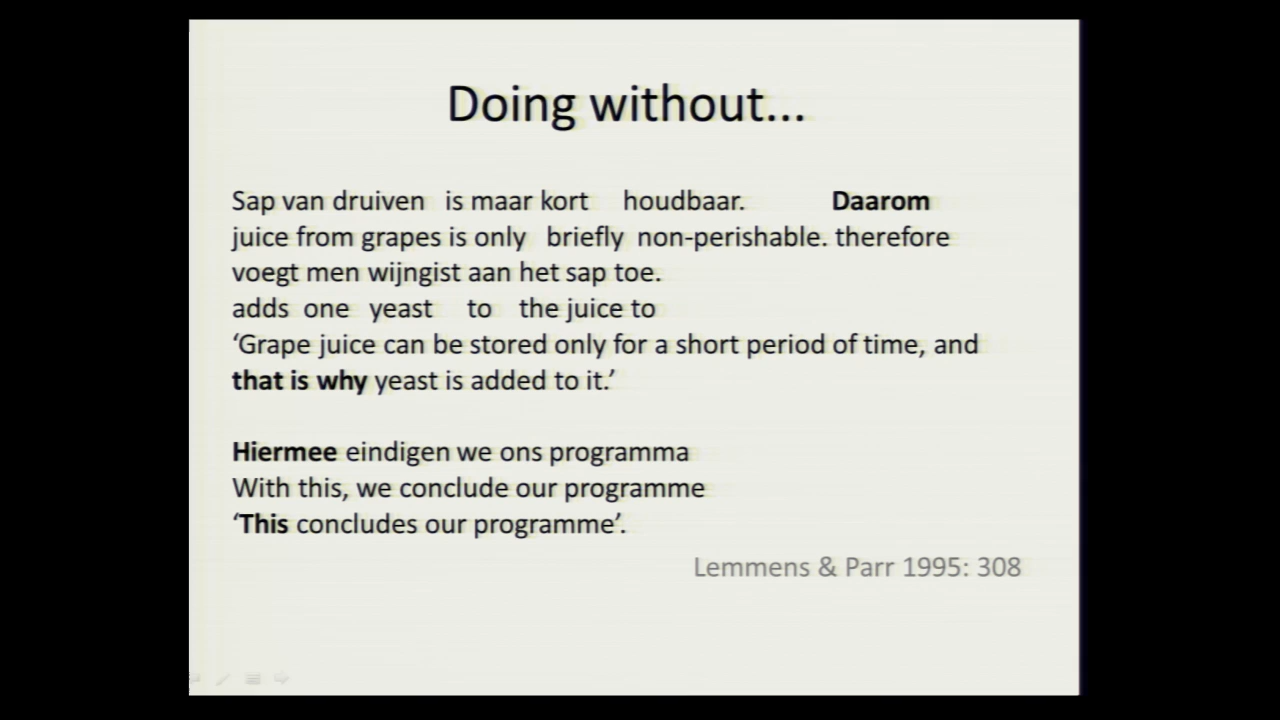 Doing without...
Sap van druiven is maar kort houdbaar. Daarom
juice from grapes is only briefly non-perishable. therefore
voegt men wijngist aan het sap toe.
adds one yeast to the juice to
‘Grape juice can be stored only for a short period of time, and
that is why yeast is added to it.’
Hiermee eindigen we ons programma
With this, we conclude our programme
‘This concludes our programme’.
Lemmens & Parr 1995: 308